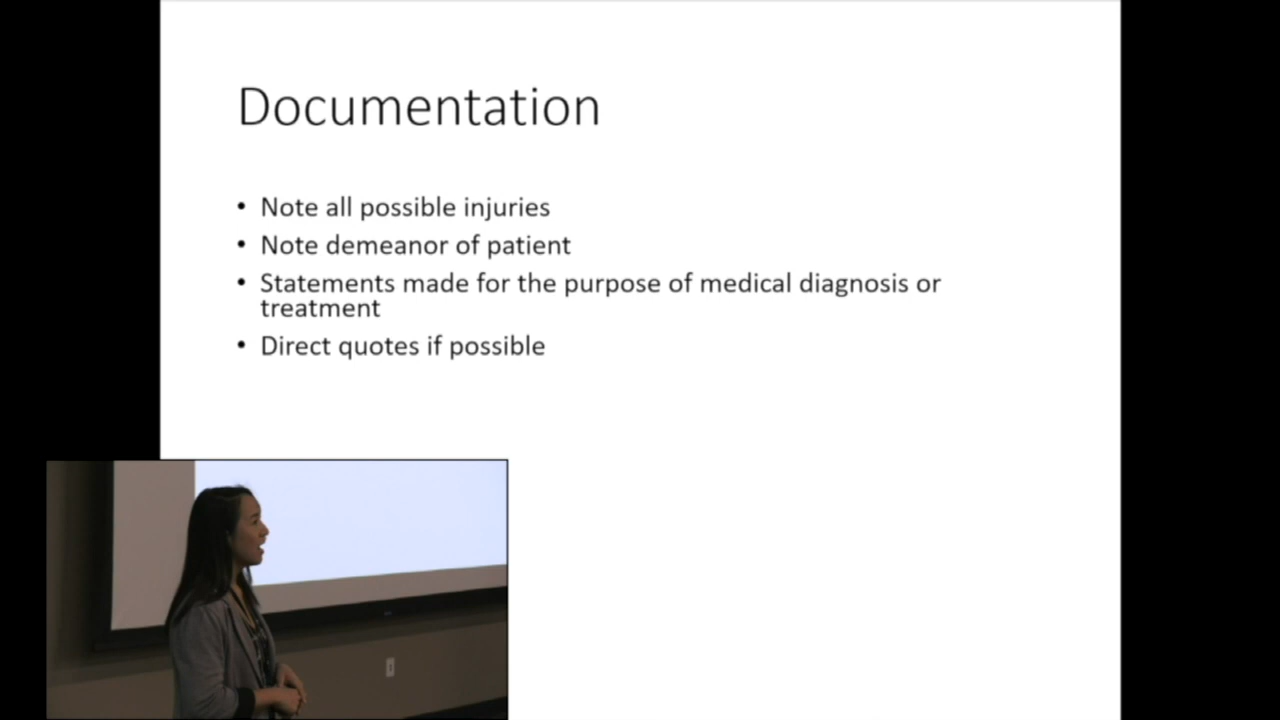 Documentation
• Note all possible injuries
• Note demeanor of patient
• Statements made for the purpose of medical diagnosis or
treatment
• Direct quotes if possible